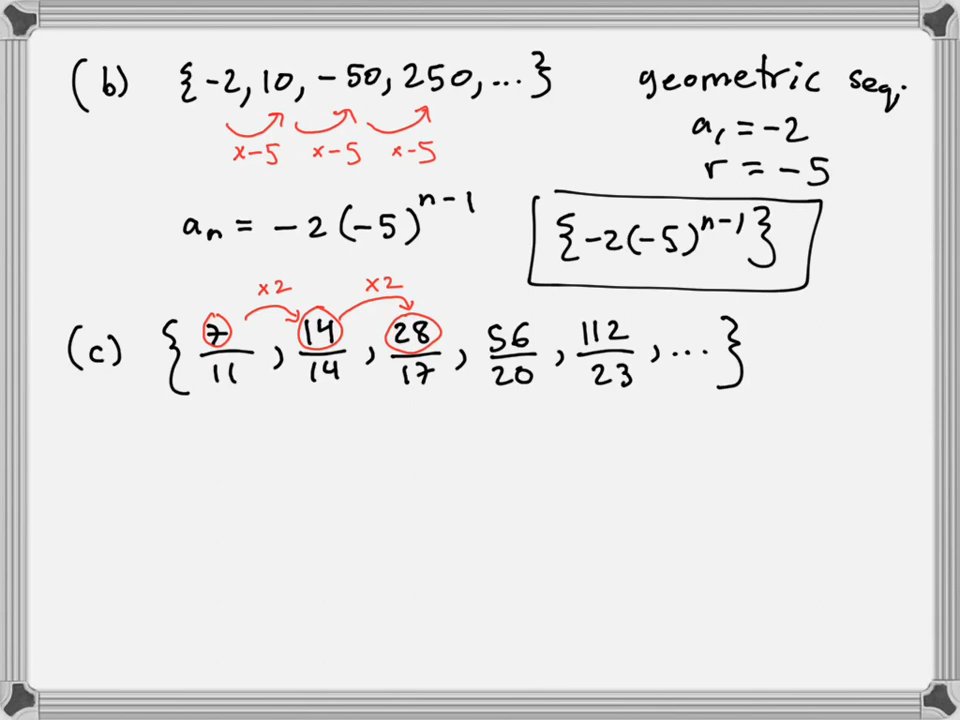 (b) {-2, 10, -50, 250, ...} geometric seq.
x-5 x-5 x-5 a₁ = -2
r = -5
aₙ = -2(-5)ⁿ⁻¹ {-2(-5)ⁿ⁻¹}
x2 x2
(c) {7/11, 14/14, 28/17, 56/20, 112/23, ...}